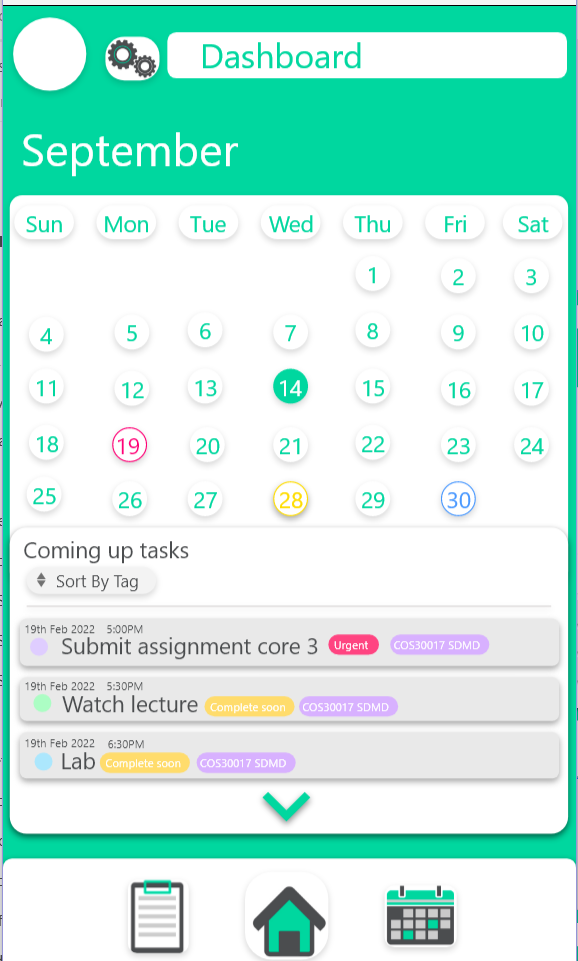 Dashboard
September
Sun Mon Tue Wed Thu Fri Sat
1 2 3
4 5 6 7 8 9 10
11 12 13 14 15 16 17
18 19 20 21 22 23 24
25 26 27 28 29 30
Coming up tasks
Sort By Tag
19th Feb 2022 5:00PM
Submit assignment core 3 Urgent COS30017 SDMD
19th Feb 2022 5:30PM
Watch lecture Complete soon COS30017 SDMD
19th Feb 2022 6:30PM
Lab Complete soon COS30017 SDMD